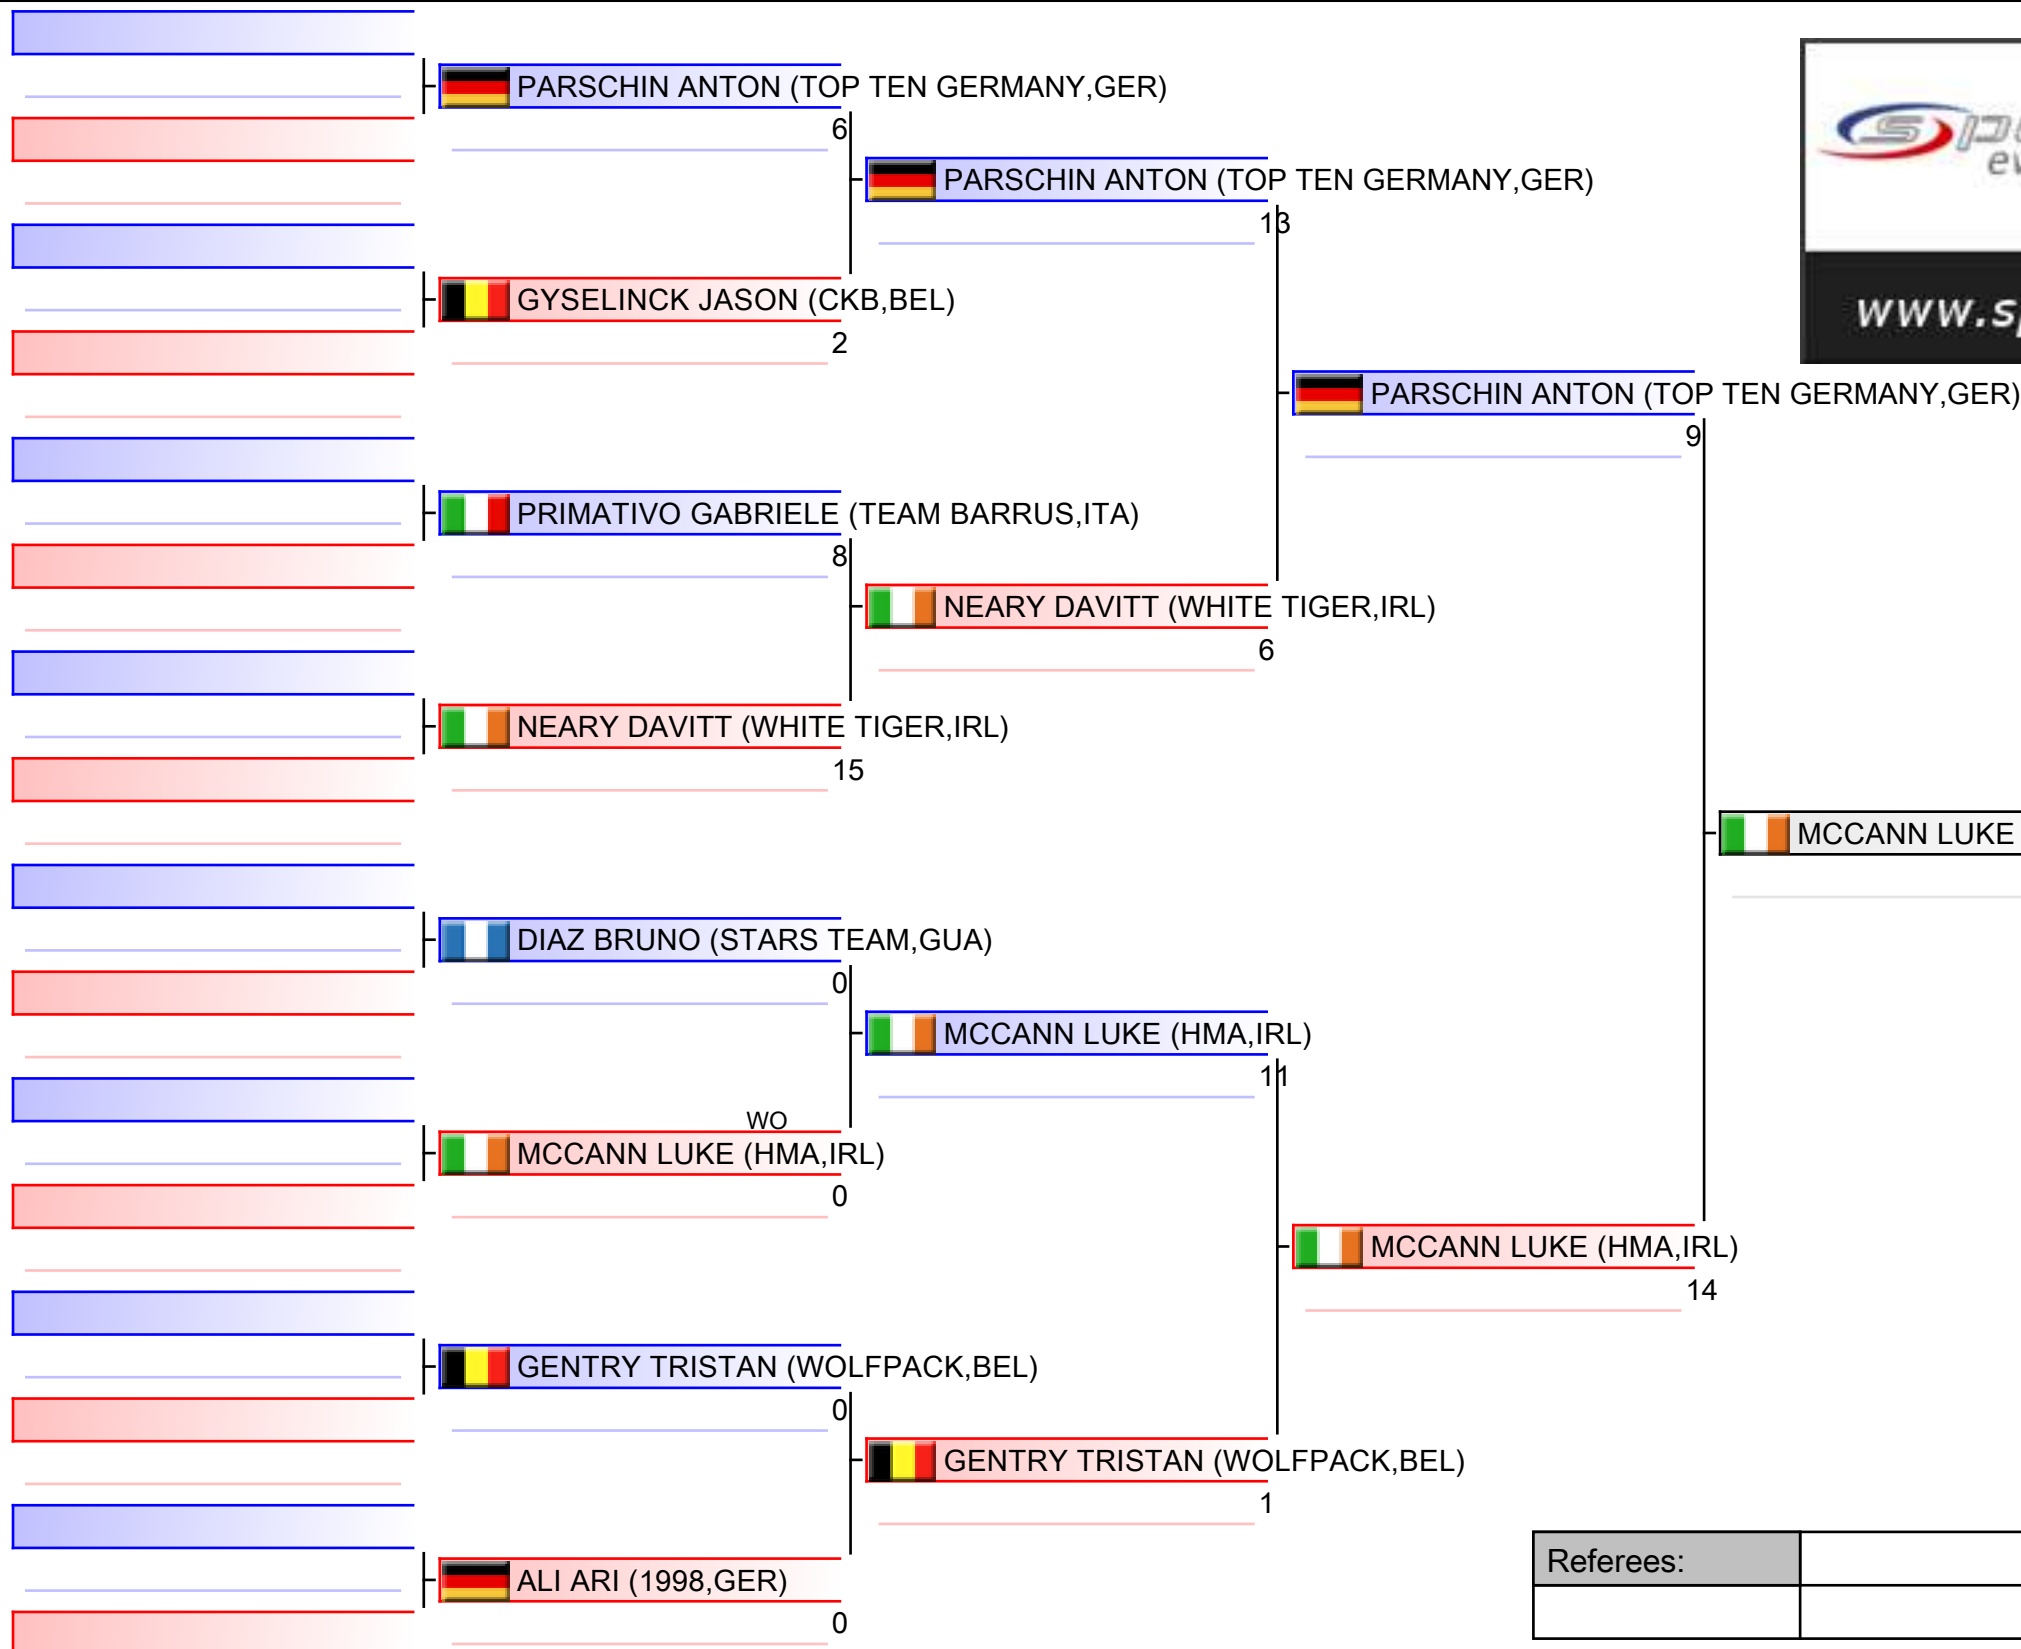 PARSCHIN ANTON (TOP TEN GERMANY,GER)
6
GYSELINCK JASON (CKB,BEL)
2
PRIMATIVO GABRIELE (TEAM BARRUS,ITA)
8
NEARY DAVITT (WHITE TIGER,IRL)
15
DIAZ BRUNO (STARS TEAM,GUA)
0
WO
MCCANN LUKE (HMA,IRL)
0
GENTRY TRISTAN (WOLFPACK,BEL)
0
ALI ARI (1998,GER)
0
PARSCHIN ANTON (TOP TEN GERMANY,GER)
13
NEARY DAVITT (WHITE TIGER,IRL)
6
MCCANN LUKE (HMA,IRL)
11
GENTRY TRISTAN (WOLFPACK,BEL)
1
PARSCHIN ANTON (TOP TEN GERMANY,GER)
9
MCCANN LUKE (HMA,IRL)
14
MCCANN LUKE
www.s
Referees: